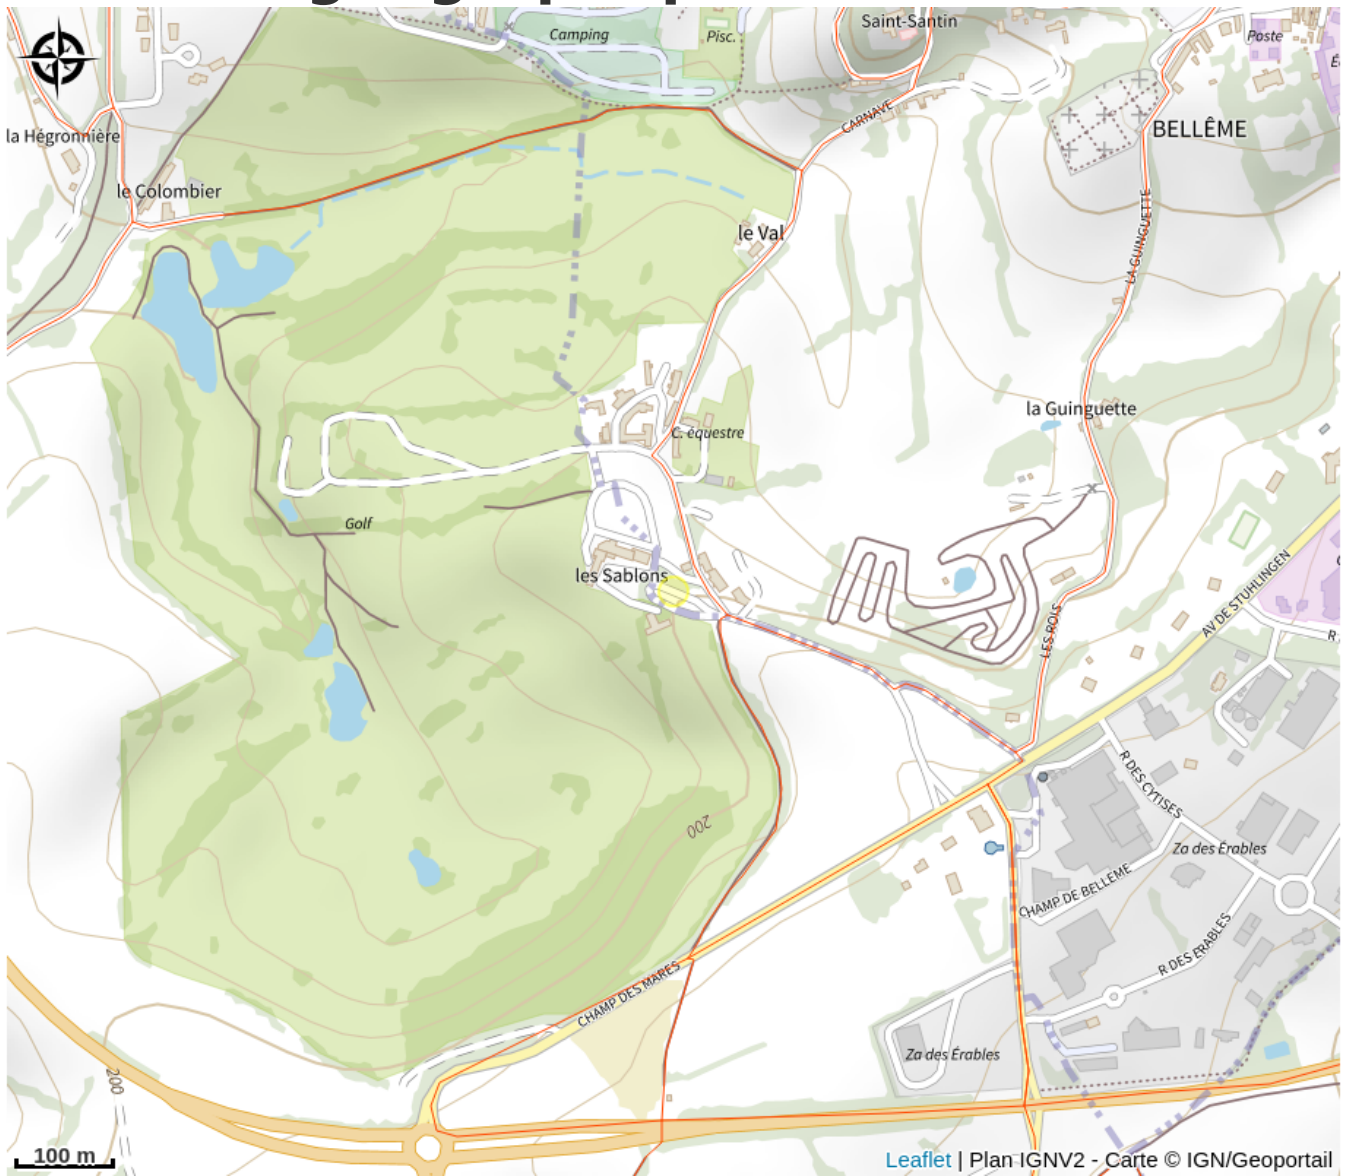 Saint-Santin
Camping
Pisc.
Poste
CARNAVE
BELLÊME
la Hégronnière
le Colombier
LA GUINGUETTE
le Val
la Guinguette
C. équestre
Golf
les Sablons
AV DE STUHLINGEN
LES ROIS
R
200
R DES CYTISES
Za des Érables
CHAMP DE BELLEME
R DES ERABLES
CHAMP DES MARES
Za des Érables
200
100 m
Leaflet | Plan IGNV2 - Carte © IGN/Geoportail